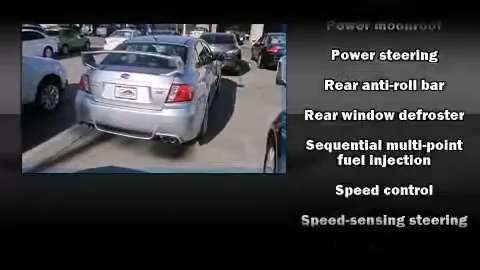 Power moonroof
Power steering
Rear anti-roll bar
Rear window defroster
Sequential multi-point
fuel injection
Speed control
Speed-sensing steering